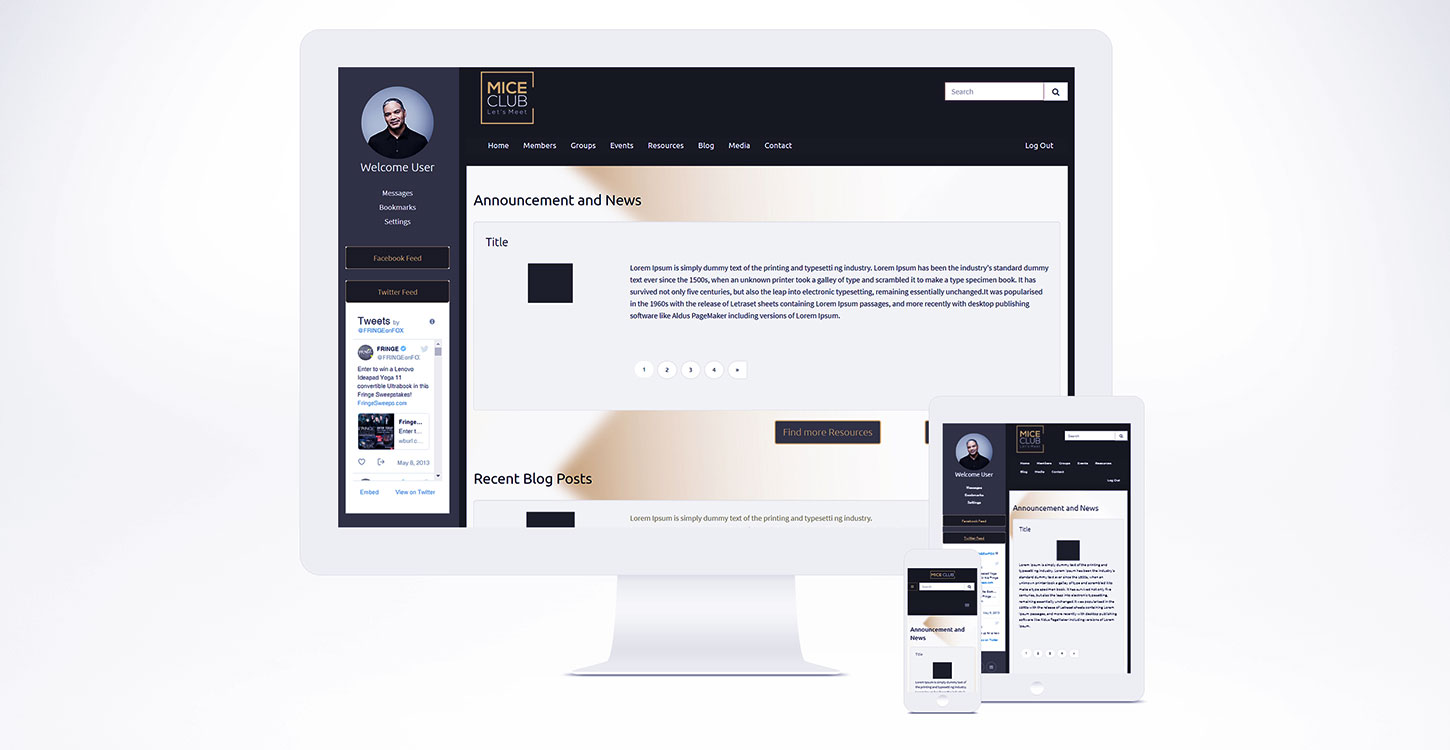 MICE
CLUB
Let's Meet
Search
Home Members Groups Events Resources Blog Media Contact
Log Out
Welcome User
Messages
Bookmarks
Settings
Facebook Feed
Twitter Feed
Tweets by
@FRINGEonFOX
FRINGE
@FRINGEonFO
Enter to win a Lenovo
Ideapad Yoga 11
convertible Ultrabook in this
Fringe Sweepstakes!
FringeSweeps.com
Fringe...
Enter t...
May 8, 2013
Embed View on Twitter
Announcement and News
Title
Lorem Ipsum is simply dummy text of the printing and typesetti ng industry. Lorem Ipsum has been the industry's standard dummy
text ever since the 1500s, when an unknown printer took a galley of type and scrambled it to make a type specimen book. It has
survived not only five centuries, but also the leap into electronic typesetting, remaining essentially unchanged.It was popularised
in the 1960s with the release of Letraset sheets containing Lorem Ipsum passages, and more recently with desktop publishing
software like Aldus PageMaker including versions of Lorem Ipsum.
1 2 3 4 »
Find more Resources
Recent Blog Posts
Lorem Ipsum is simply dummy text of the printing and typesetti ng industry.
MICE
CLUB
Let's Meet
Search
Home Members Groups Events Resources
Blog Media Contact
Log Out
Welcome User
Messages
Bookmarks
Settings
Facebook Feed
Twitter Feed
Announcement and News
Title
Lorem Ipsum is simply dummy text of the printing and
typesetting industry. Lorem Ipsum has been the industry's
standard dummy text ever since the 1500s, when an
unknown printer took a galley of type and scrambled it to
make a type specimen book. It has survived not only five
centuries, but also the leap into electronic typesetting,
remaining essentially unchanged.It was popularised in the
1960s with the release of Letraset sheets containing Lorem
Ipsum passages, and more recently with desktop publishing
software like Aldus PageMaker including versions of Lorem
Ipsum.
1 2 3 4 »
MICE CLUB
Search
Announcement and
News
Title
Lorem Ipsum is simply dummy text of
the printing and typesetti ng industry.